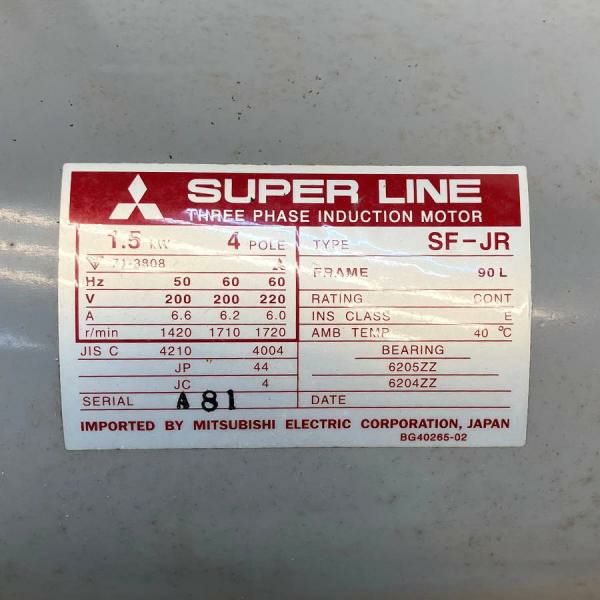 SUPER LINE
THREE PHASE INDUCTION MOTOR
1.5 kW 4 POLE
71-3808
Hz 50 60 60
V 200 200 220
A 6.6 6.2 6.0
r/min 1420 1710 1720
JIS C 4210 4004
JP 44
JC 4
SERIAL A81
TYPE SF-JR
FRAME 90 L
RATING CONT
INS CLASS E
AMB TEMP 40 °C
BEARING
6205ZZ
6204ZZ
DATE
IMPORTED BY MITSUBISHI ELECTRIC CORPORATION, JAPAN
BG40265-02